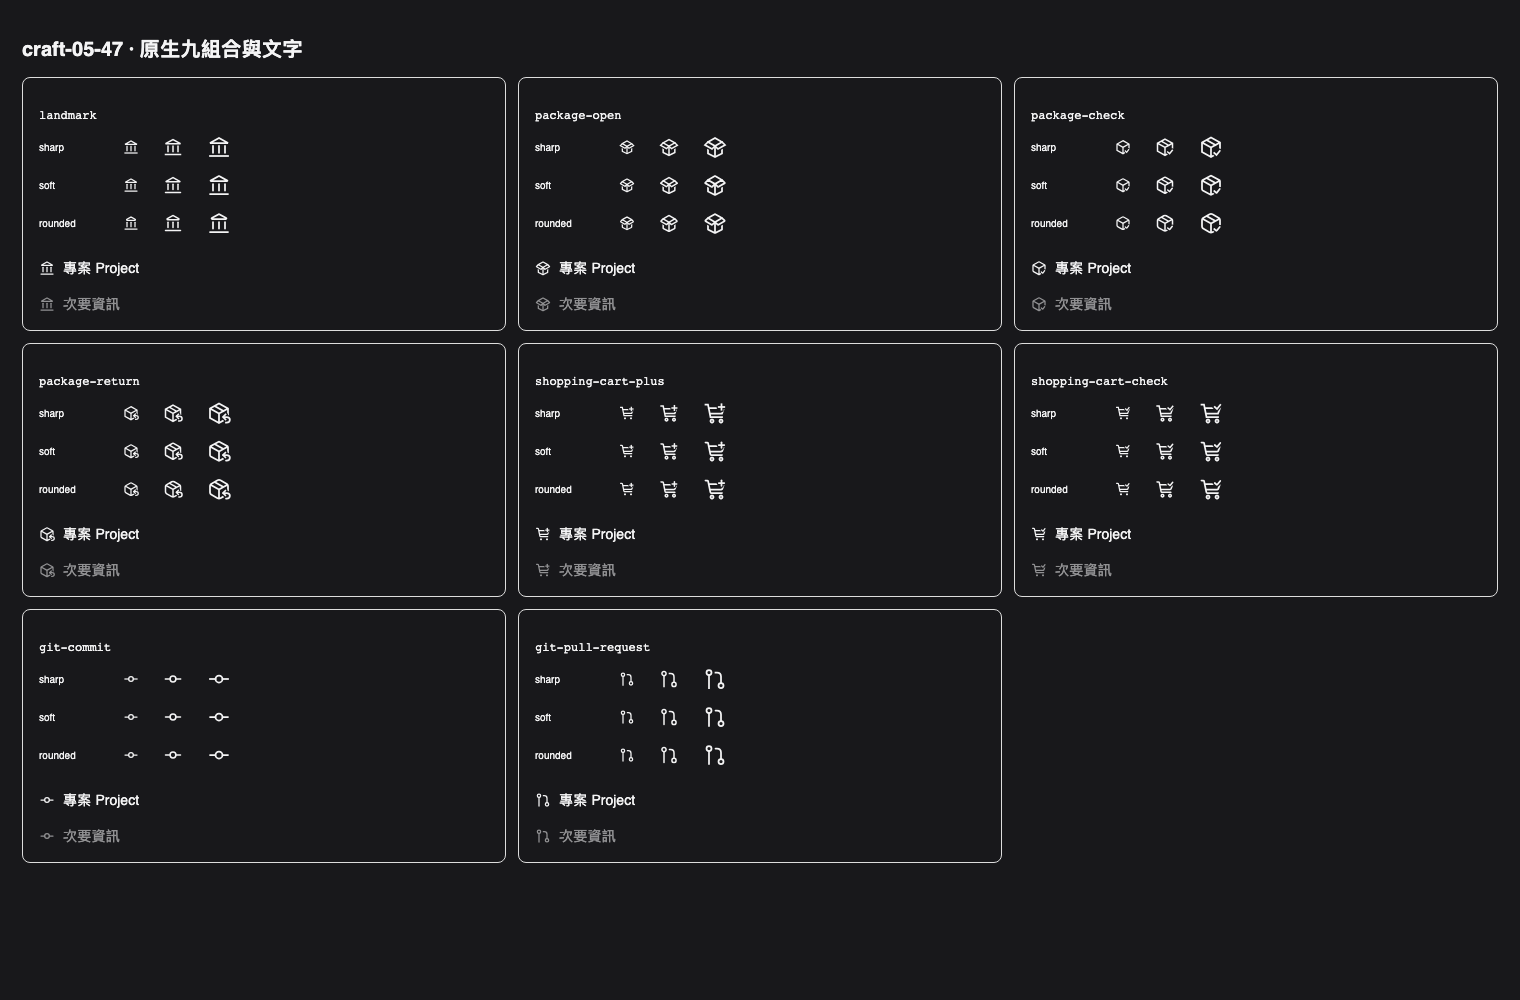 craft-05-47 · 原生九組合與文字
landmark
sharp
soft
rounded
專案 Project
次要資訊
package-open
sharp
soft
rounded
專案 Project
次要資訊
package-check
sharp
soft
rounded
專案 Project
次要資訊
package-return
sharp
soft
rounded
專案 Project
次要資訊
shopping-cart-plus
sharp
soft
rounded
專案 Project
次要資訊
shopping-cart-check
sharp
soft
rounded
專案 Project
次要資訊
git-commit
sharp
soft
rounded
專案 Project
次要資訊
git-pull-request
sharp
soft
rounded
專案 Project
次要資訊